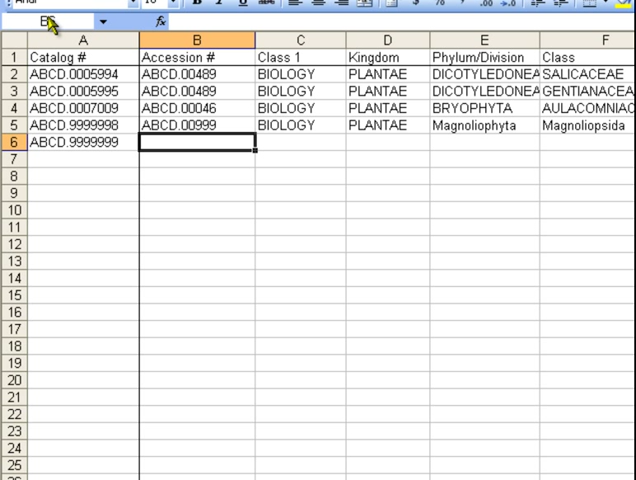 Arial 10 B I U
B6 fx
A B C D E F
1 Catalog # Accession # Class 1 Kingdom Phylum/Division Class
2 ABCD.0005994 ABCD.00489 BIOLOGY PLANTAE DICOTYLEDONEA SALICACEAE
3 ABCD.0005995 ABCD.00489 BIOLOGY PLANTAE DICOTYLEDONEA GENTIANACEA
4 ABCD.0007009 ABCD.00046 BIOLOGY PLANTAE BRYOPHYTA AULACOMNIAC
5 ABCD.9999998 ABCD.00999 BIOLOGY PLANTAE Magnoliophyta Magnoliopsida
6 ABCD.9999999
7
8
9
10
11
12
13
14
15
16
17
18
19
20
21
22
23
24
25